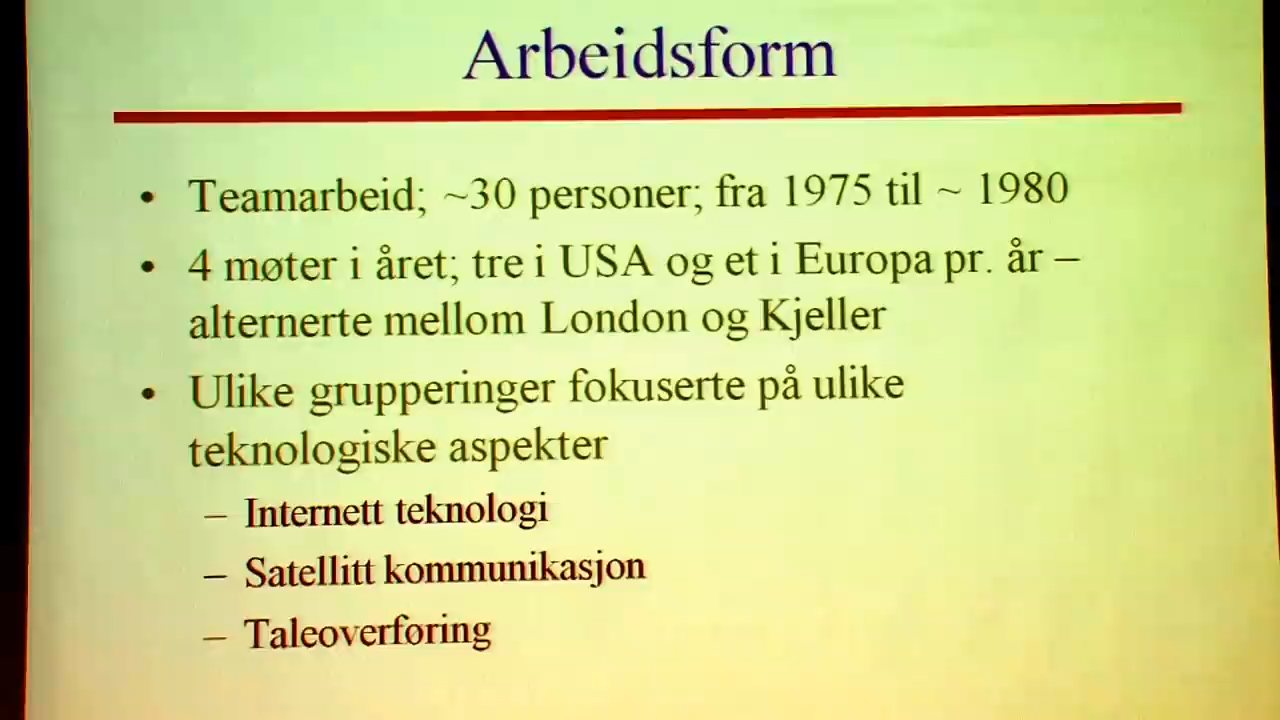 Arbeidsform
• Teamarbeid; ~30 personer; fra 1975 til ~ 1980
• 4 møter i året; tre i USA og et i Europa pr. år –
alternerte mellom London og Kjeller
• Ulike grupperinger fokuserte på ulike
teknologiske aspekter
– Internett teknologi
– Satellitt kommunikasjon
– Taleoverføring